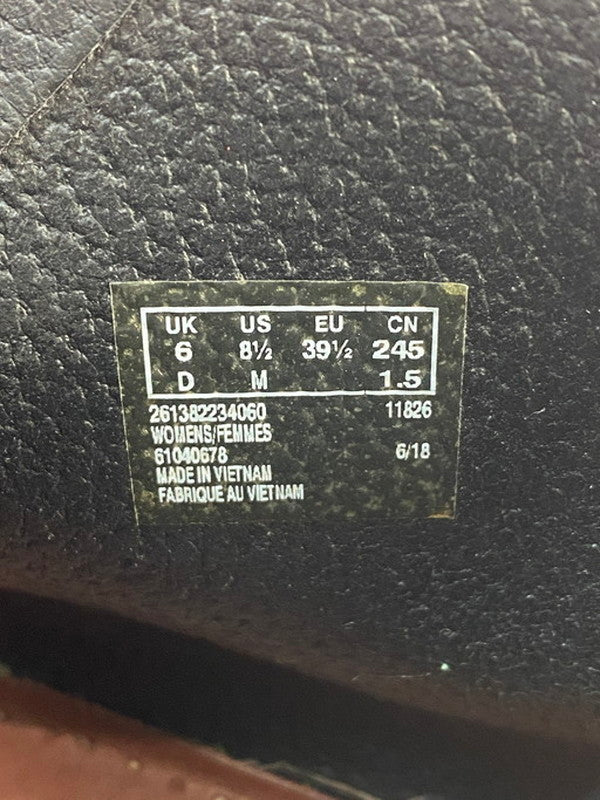 UK US EU CN
6 8½ 39½ 245
D M 1.5
261382234060 11826
WOMENS/FEMMES
61040678 6/18
MADE IN VIETNAM
FABRIQUE AU VIETNAM